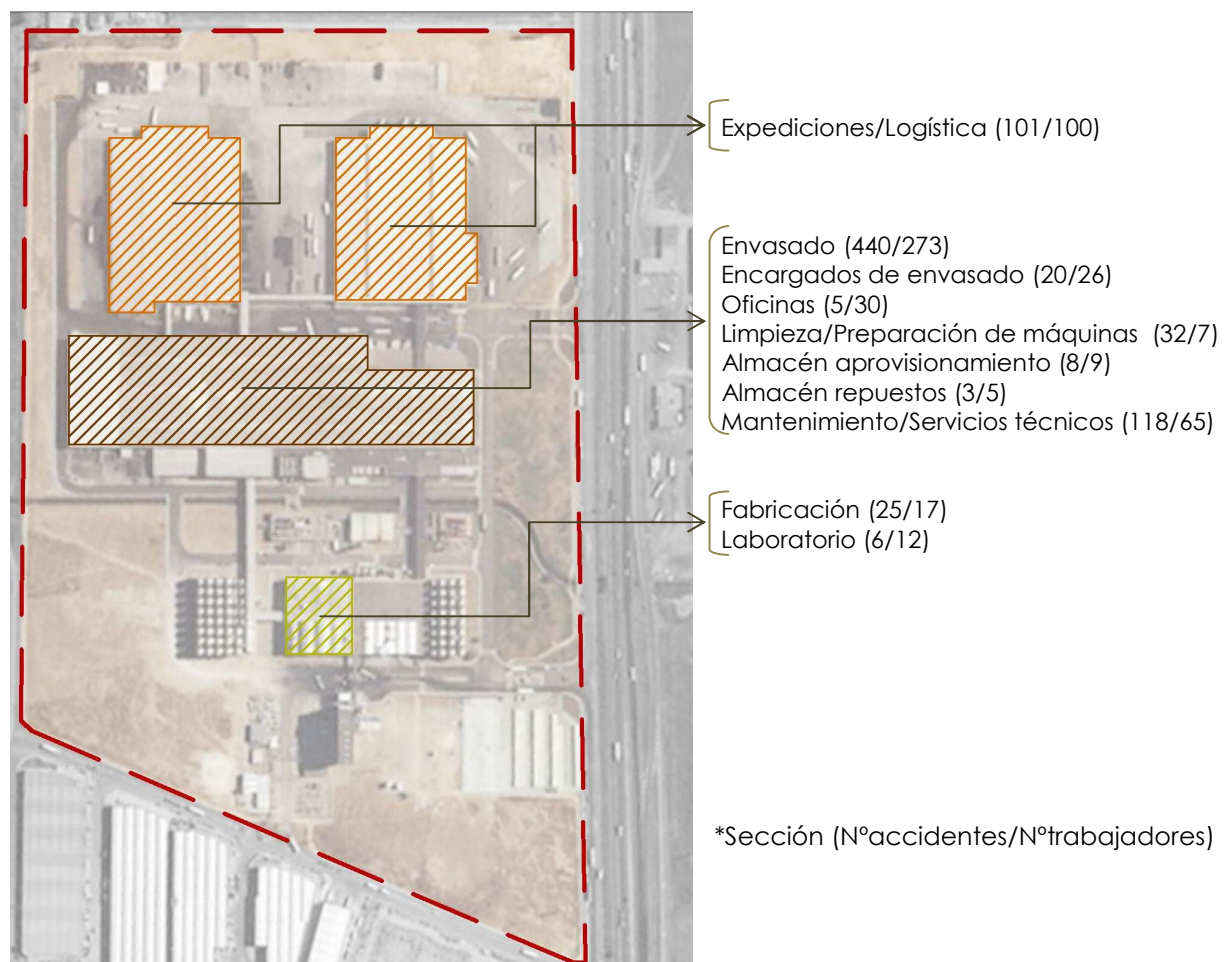 Expediciones/Logística (101/100)
Envasado (440/273)
Encargados de envasado (20/26)
Oficinas (5/30)
Limpieza/Preparación de máquinas  (32/7)
Almacén aprovisionamiento (8/9)
Almacén repuestos (3/5)
Mantenimiento/Servicios técnicos (118/65)
Fabricación (25/17)
Laboratorio (6/12)
*Sección (Nºaccidentes/Nºtrabajadores)